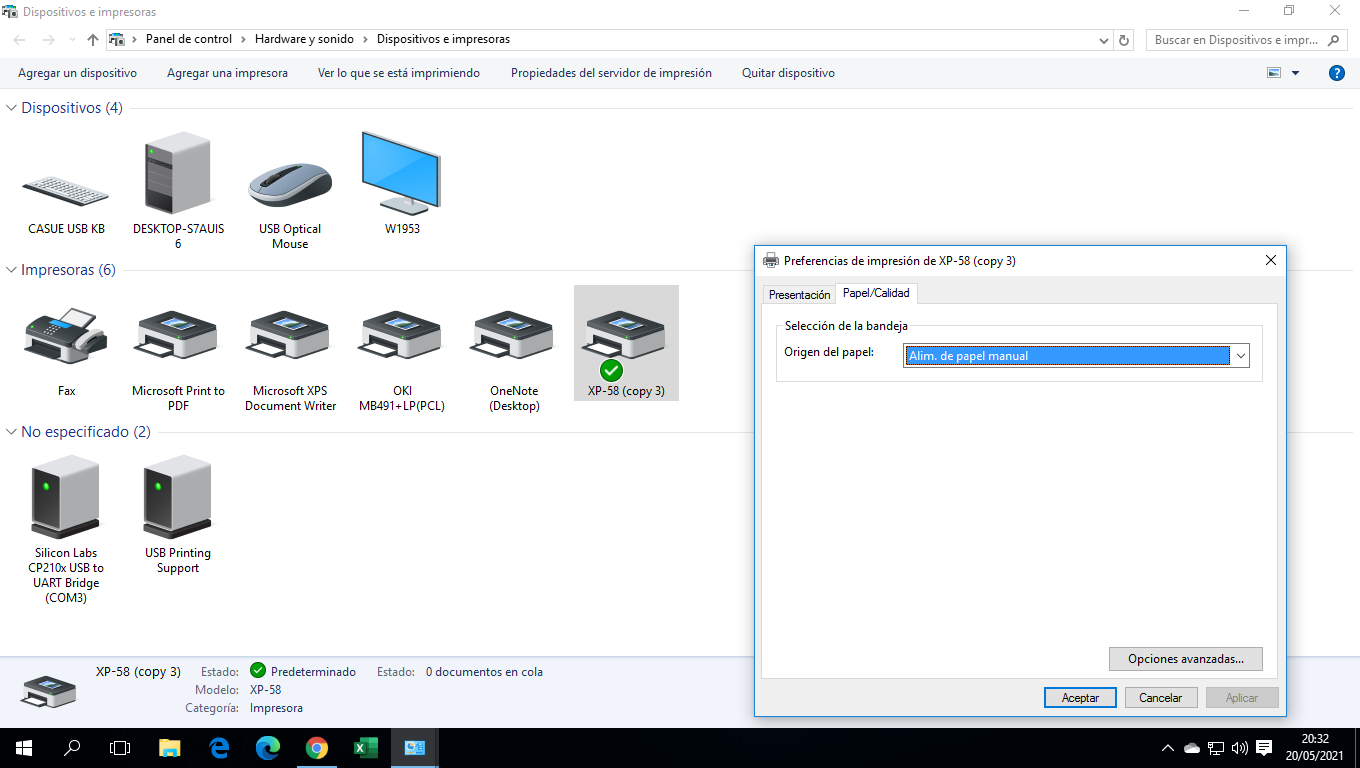 Dispositivos e impresoras
Panel de control > Hardware y sonido > Dispositivos e impresoras
Buscar en Dispositivos e impr...
Agregar un dispositivo
Agregar una impresora
Ver lo que se está imprimiendo
Propiedades del servidor de impresión
Quitar dispositivo
Dispositivos (4)
CASUE USB KB
DESKTOP-S7AUIS
6
USB Optical
Mouse
W1953
Impresoras (6)
Fax
Microsoft Print to
PDF
Microsoft XPS
Document Writer
OKI
MB491+LP(PCL)
OneNote
(Desktop)
XP-58 (copy 3)
No especificado (2)
Silicon Labs
CP210x USB to
UART Bridge
(COM3)
USB Printing
Support
Preferencias de impresión de XP-58 (copy 3)
Presentación
Papel/Calidad
Selección de la bandeja
Origen del papel:
Alim. de papel manual
Opciones avanzadas...
Aceptar
Cancelar
Aplicar
XP-58 (copy 3)
Estado: Predeterminado
Estado: 0 documentos en cola
Modelo: XP-58
Categoría: Impresora
20:32
20/05/2021